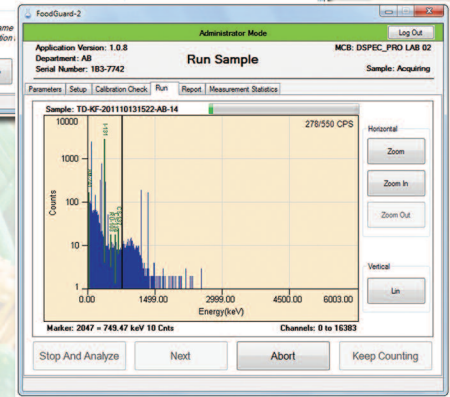 FoodGuard-2
Administrator Mode
Log Out
Application Version: 1.0.8
Department: AB
Serial Number: 183-7742
Run Sample
MCB: DSPEC_PRO LAB 02
Sample: Acquiring
Parameters Setup Calibration Check Run Report Measurement Statistics
Sample: TD-KF-201110131522-AB-14
278/550 CPS
10000
1000
100
10
1
Counts
0.00 1499.00 2999.00 4500.00 6003.00
Energy(keV)
Marker: 2047 = 749.47 keV 10 Cnts
Channels: 0 to 16383
Horizontal
Zoom
Zoom In
Zoom Out
Vertical
Lin
Stop And Analyze Next Abort Keep Counting